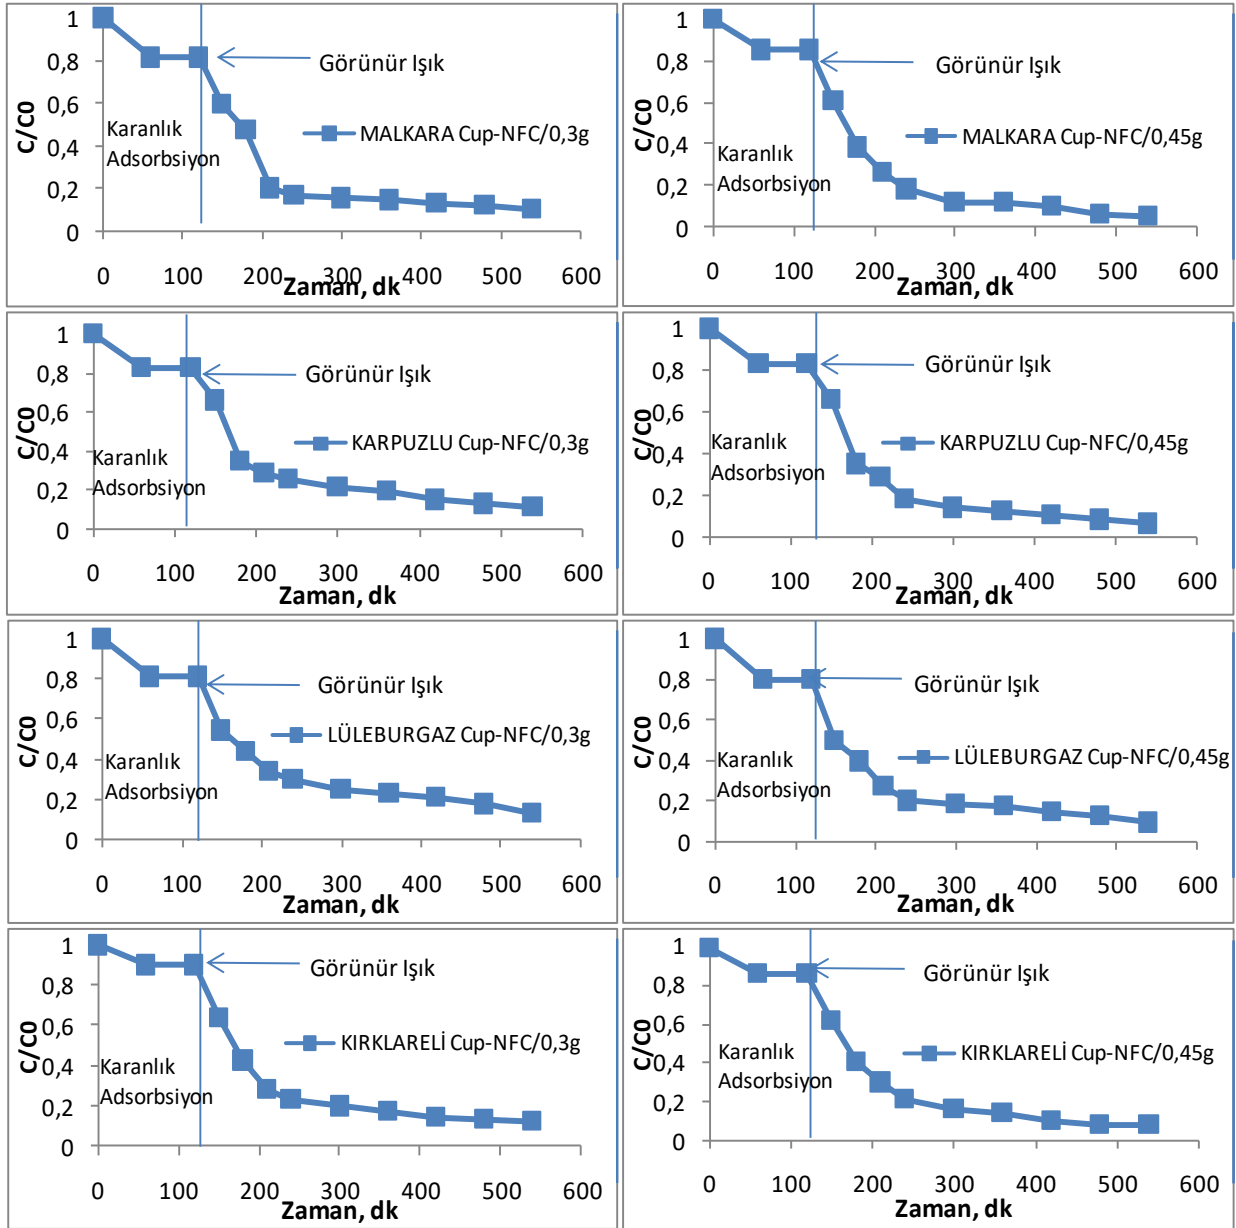 1
0,8
0,6
0,4
0,2
0
C/C0
Görünür Işık
Karanlık
Adsorbsiyon
MALKARA Cup-NFC/0,3g
0 100 200 300 400 500 600
Zaman, dk
1
0,8
0,6
0,4
0,2
0
C/C0
Görünür Işık
Karanlık
Adsorbsiyon
MALKARA Cup-NFC/0,45g
0 100 200 300 400 500 600
Zaman, dk
1
0,8
0,6
0,4
0,2
0
C/C0
Görünür Işık
Karanlık
Adsorbsiyon
KARPUZLU Cup-NFC/0,3g
0 100 200 300 400 500 600
Zaman, dk
1
0,8
0,6
0,4
0,2
0
C/C0
Görünür Işık
Karanlık
Adsorbsiyon
KARPUZLU Cup-NFC/0,45g
0 100 200 300 400 500 600
Zaman, dk
1
0,8
0,6
0,4
0,2
0
C/C0
Görünür Işık
Karanlık
Adsorbsiyon
LÜLEBURGAZ Cup-NFC/0,3g
0 100 200 300 400 500 600
Zaman, dk
1
0,8
0,6
0,4
0,2
0
C/C0
Görünür Işık
Karanlık
Adsorbsiyon
LÜLEBURGAZ Cup-NFC/0,45g
0 100 200 300 400 500 600
Zaman, dk
1
0,8
0,6
0,4
0,2
0
C/C0
Görünür Işık
Karanlık
Adsorbsiyon
KIRKLARELİ Cup-NFC/0,3g
0 100 200 300 400 500 600
Zaman, dk
1
0,8
0,6
0,4
0,2
0
C/C0
Görünür Işık
Karanlık
Adsorbsiyon
KIRKLARELİ Cup-NFC/0,45g
0 100 200 300 400 500 600
Zaman, dk